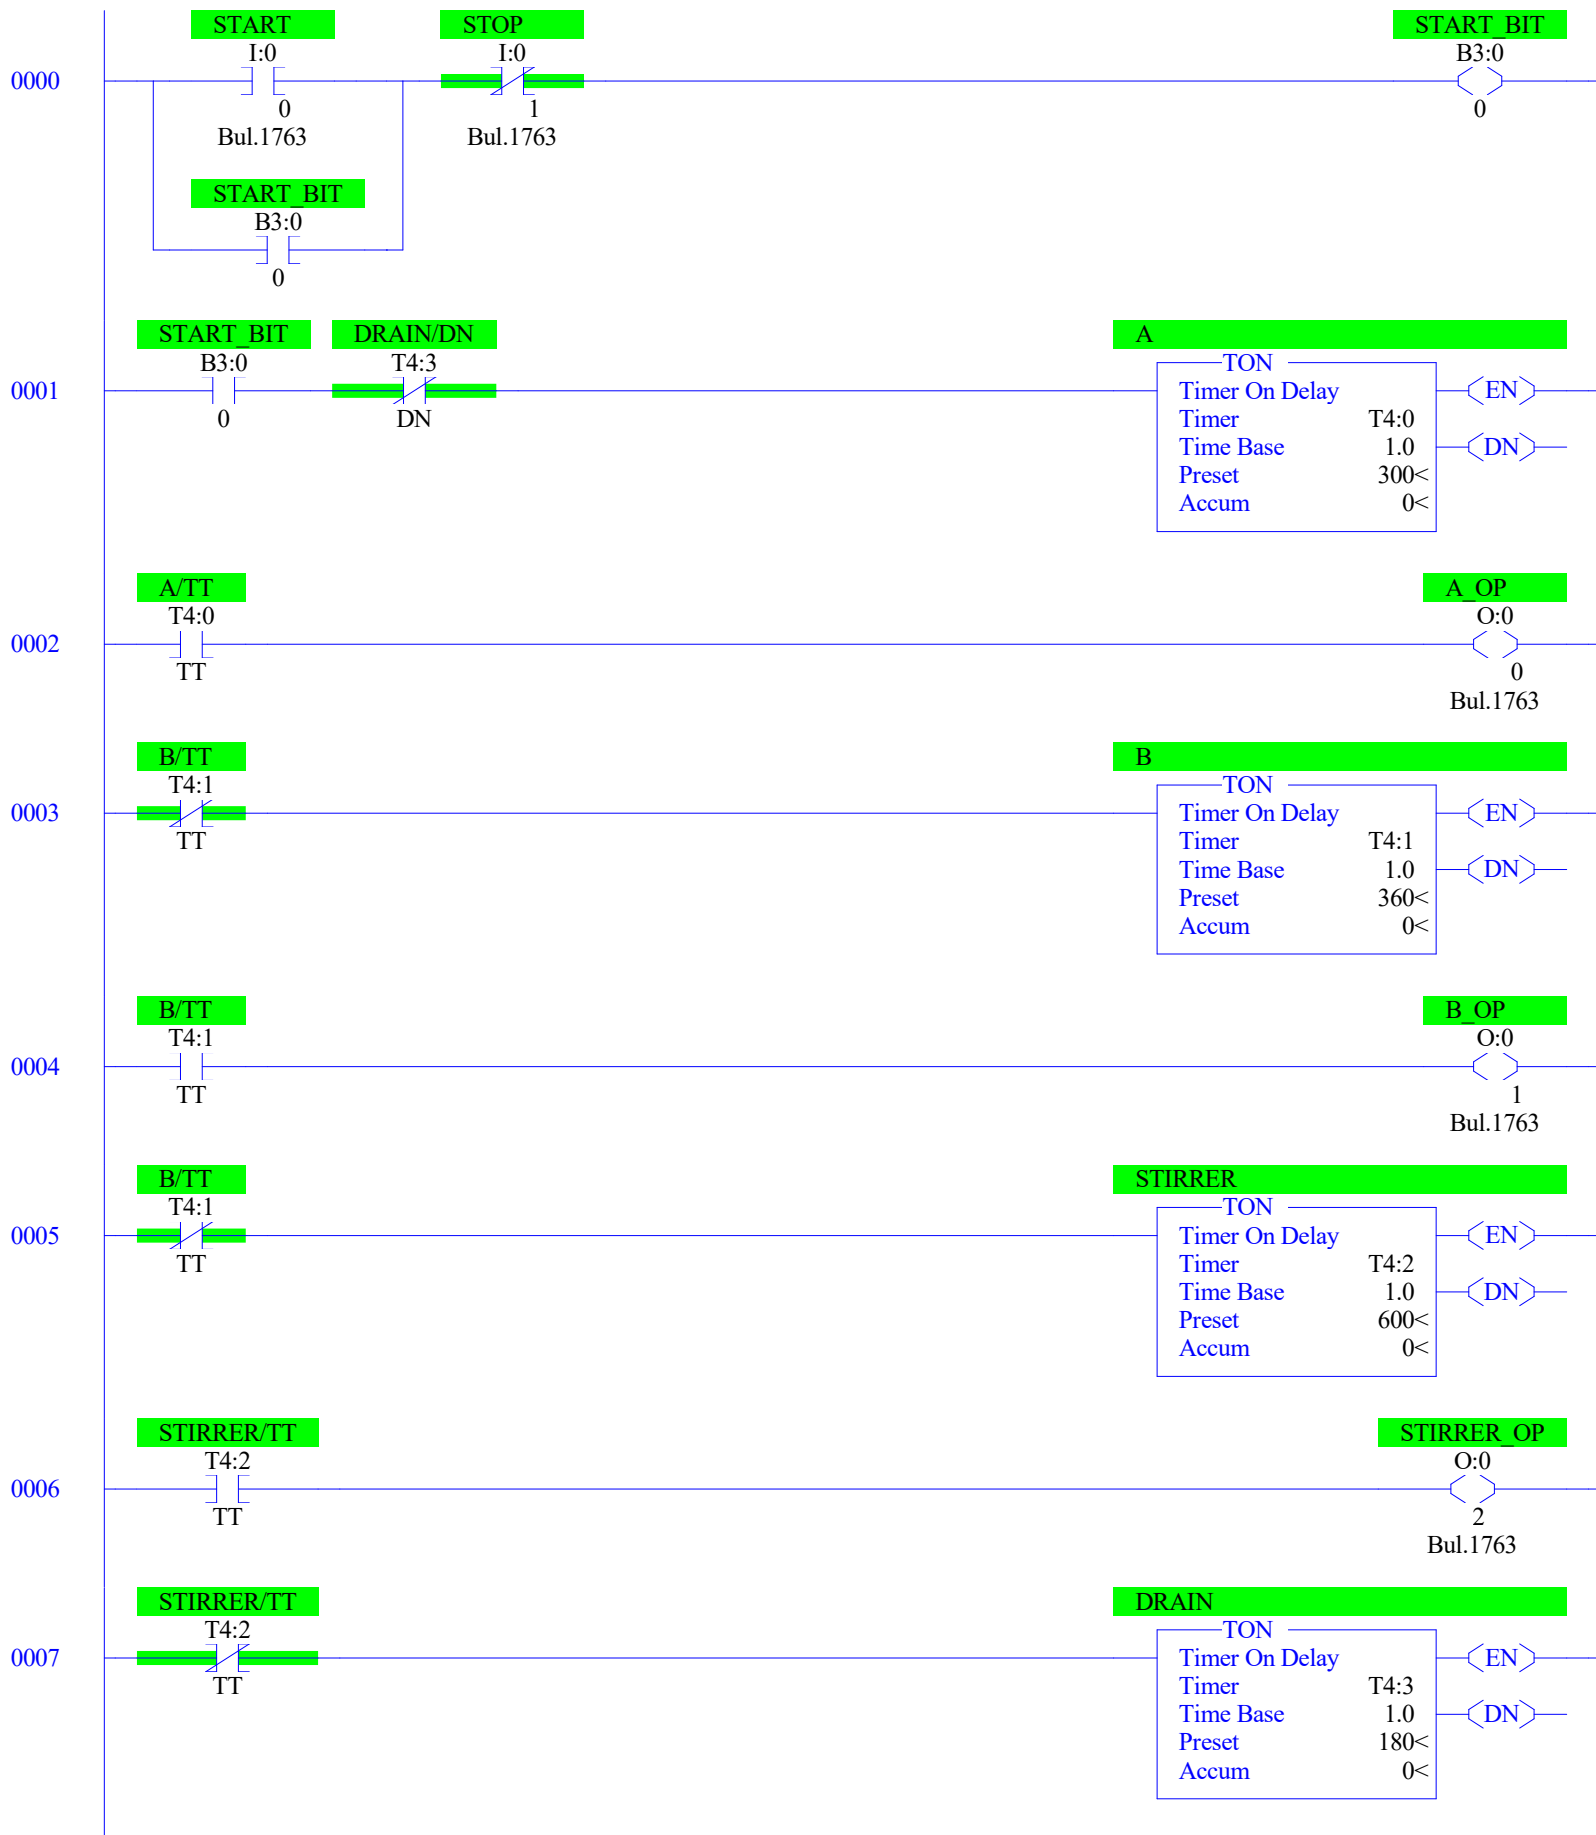 START STOP START_BIT
I:0 I:0 B3:0
0000
0 1 0
Bul.1763 Bul.1763
START_BIT
B3:0
0
START_BIT DRAIN/DN A
B3:0 T4:3 TON
0001 Timer On Delay EN
0 DN Timer T4:0
Time Base 1.0 DN
Preset 300<
Accum 0<
A/TT A_OP
T4:0 O:0
0002
TT 0
Bul.1763
B/TT B
T4:1 TON
0003 Timer On Delay EN
TT Timer T4:1
Time Base 1.0 DN
Preset 360<
Accum 0<
B/TT B_OP
T4:1 O:0
0004
TT 1
Bul.1763
B/TT STIRRER
T4:1 TON
0005 Timer On Delay EN
TT Timer T4:2
Time Base 1.0 DN
Preset 600<
Accum 0<
STIRRER/TT STIRRER_OP
T4:2 O:0
0006
TT 2
Bul.1763
STIRRER/TT DRAIN
T4:2 TON
0007 Timer On Delay EN
TT Timer T4:3
Time Base 1.0 DN
Preset 180<
Accum 0<